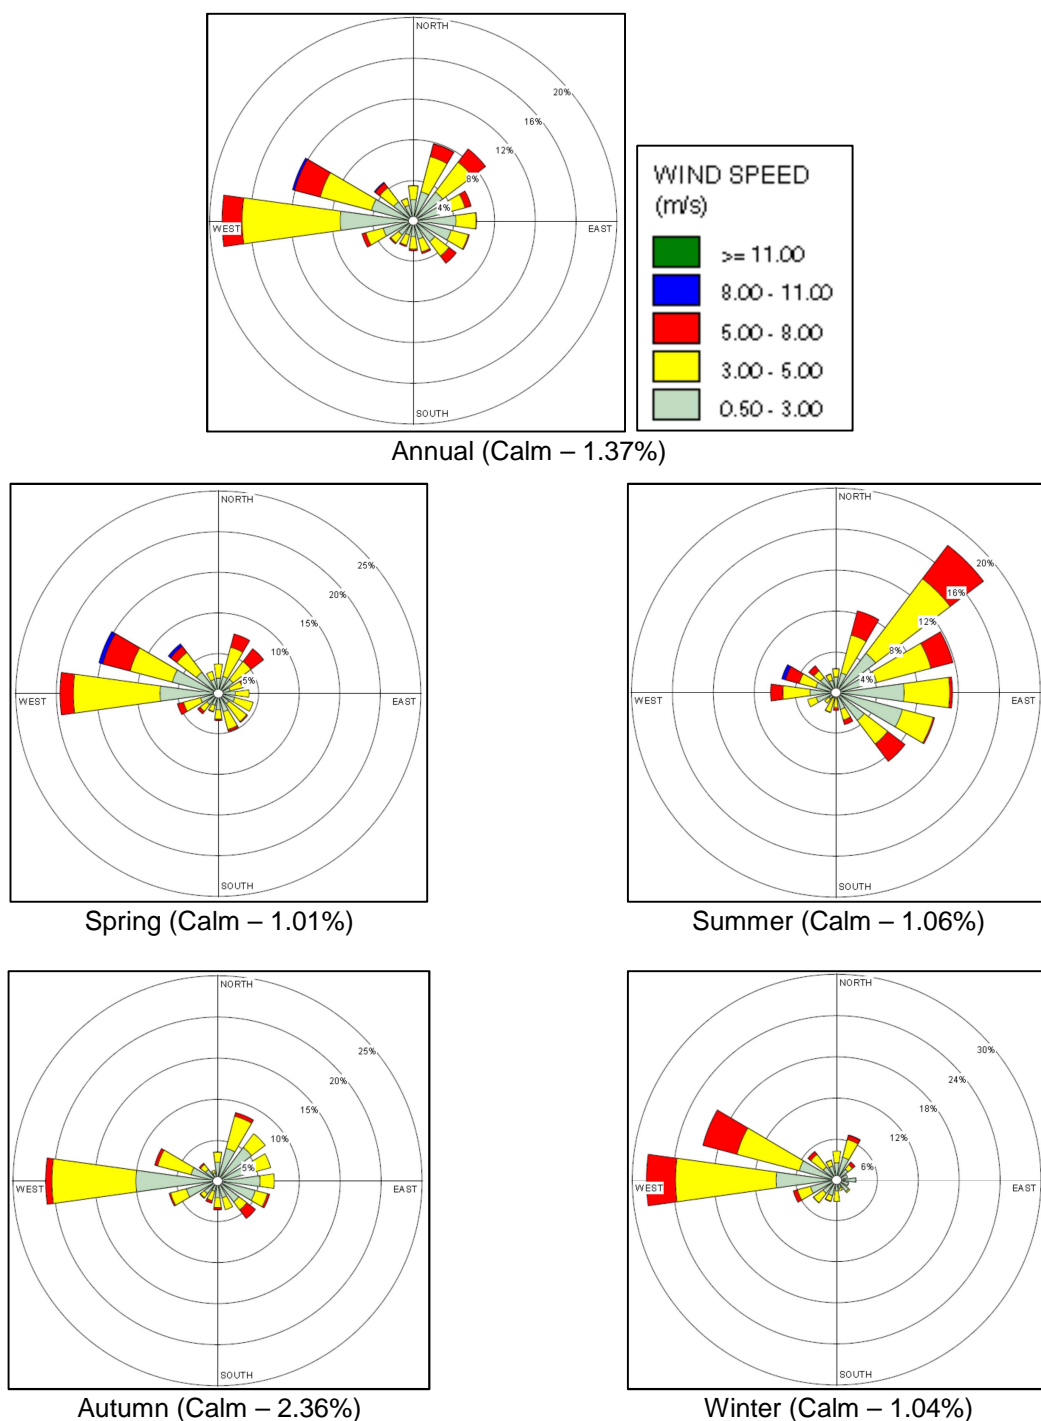 NORTH
20%
16%
12%
8%
4%
WEST
EAST
SOUTH
WIND SPEED
(m/s)
>= 11.00
8.00 - 11.00
5.00 - 8.00
3.00 - 5.00
0.50 - 3.00
Annual (Calm – 1.37%)
NORTH
25%
20%
15%
10%
5%
WEST
EAST
SOUTH
Spring (Calm – 1.01%)
NORTH
20%
16%
12%
8%
4%
WEST
EAST
SOUTH
Summer (Calm – 1.06%)
NORTH
25%
20%
15%
10%
5%
WEST
EAST
SOUTH
Autumn (Calm – 2.36%)
NORTH
30%
24%
18%
12%
6%
WEST
EAST
SOUTH
Winter (Calm – 1.04%)